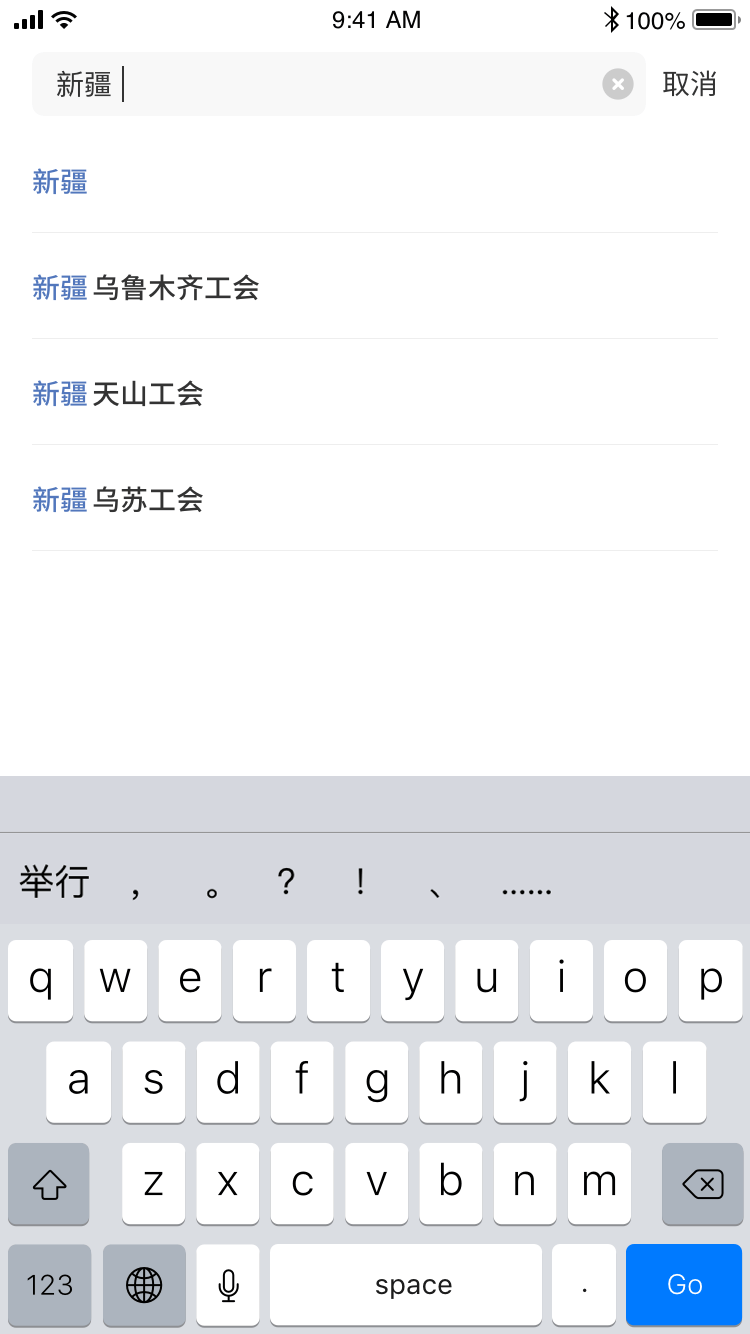 9:41 AM 100%
新疆 取消
新疆
新疆乌鲁木齐工会
新疆天山工会
新疆乌苏工会
举行 , 。 ? ! 、 ......
q w e r t y u i o p
a s d f g h j k l
z x c v b n m
123 space . Go